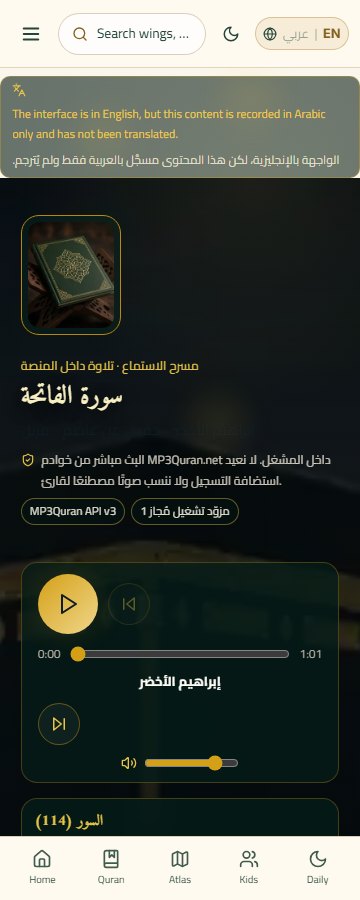 Search wings, ...
عربي | EN
The interface is in English, but this content is recorded in Arabic
only and has not been translated.
الواجهة بالإنجليزية، لكن هذا المحتوى مسجَّل بالعربية فقط ولم يُترجم.
مسرح الاستماع · تلاوة داخل المنصة
سورة الفاتحة
داخل المشغل. لا نعيد MP3Quran.net البث مباشر من خوادم
استضافة التسجيل ولا ننسب صوتًا مصطنعًا لقارئ.
MP3Quran API v3
مزوّد تشغيل مُجاز 1
0:00
1:01
إبراهيم الأخضر
السور (114)
Home
Quran
Atlas
Kids
Daily